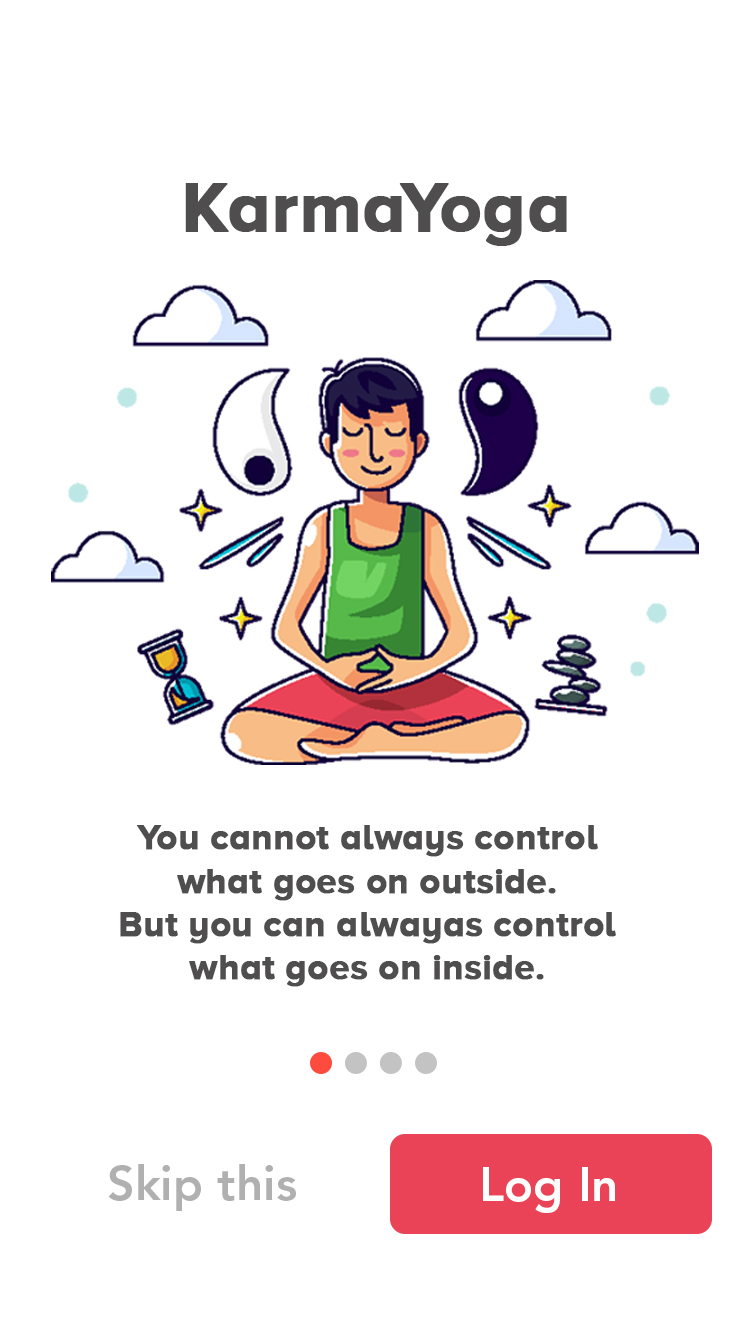 KarmaYoga
You cannot always control
what goes on outside.
But you can alwayas control
what goes on inside.
Skip this
Log In